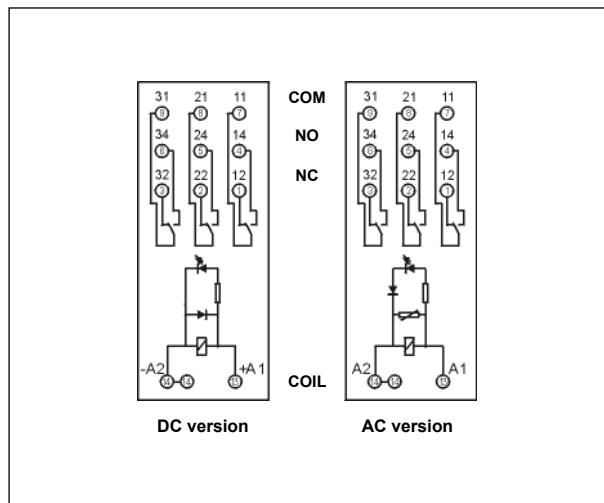 31 21 11 COM 31 21 11
9 8 7 9 8 7
34 24 14 NO 34 24 14
6 5 4 6 5 4
32 22 12 NC 32 22 12
3 2 1 3 2 1
-A2 +A1 A2 A1
14 14 13 COIL 14 14 13
DC version AC version